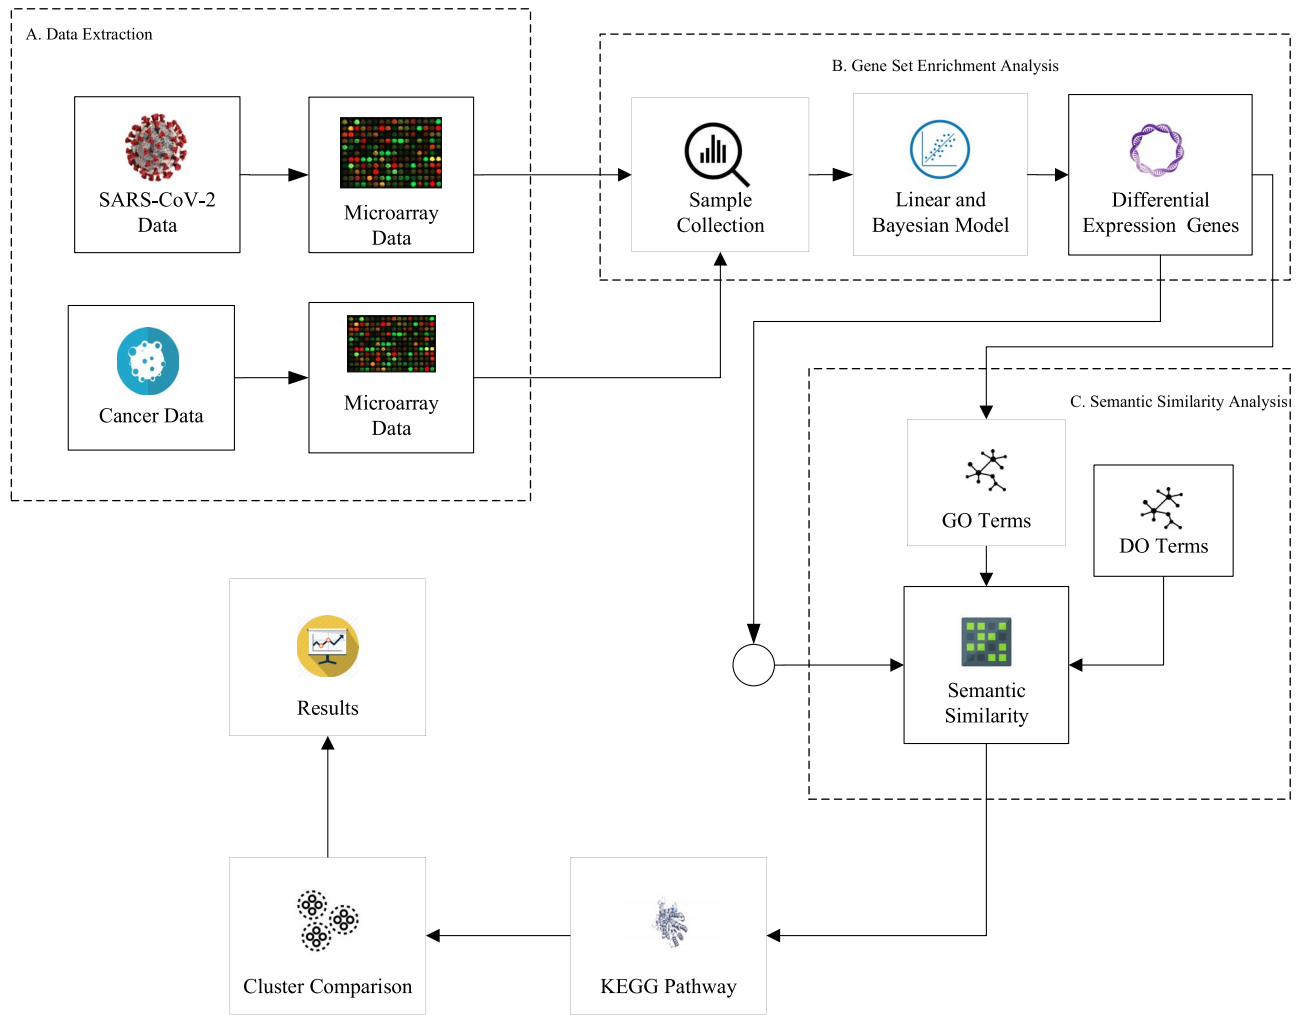 A. Data Extraction
SARS-CoV-2
Data
Microarray
Data
Cancer Data
Microarray
Data
B. Gene Set Enrichment Analysis
Sample
Collection
Linear and
Bayesian Model
Differential
Expression Genes
C. Semantic Similarity Analysis
GO Terms
DO Terms
Semantic
Similarity
KEGG Pathway
Cluster Comparison
Results